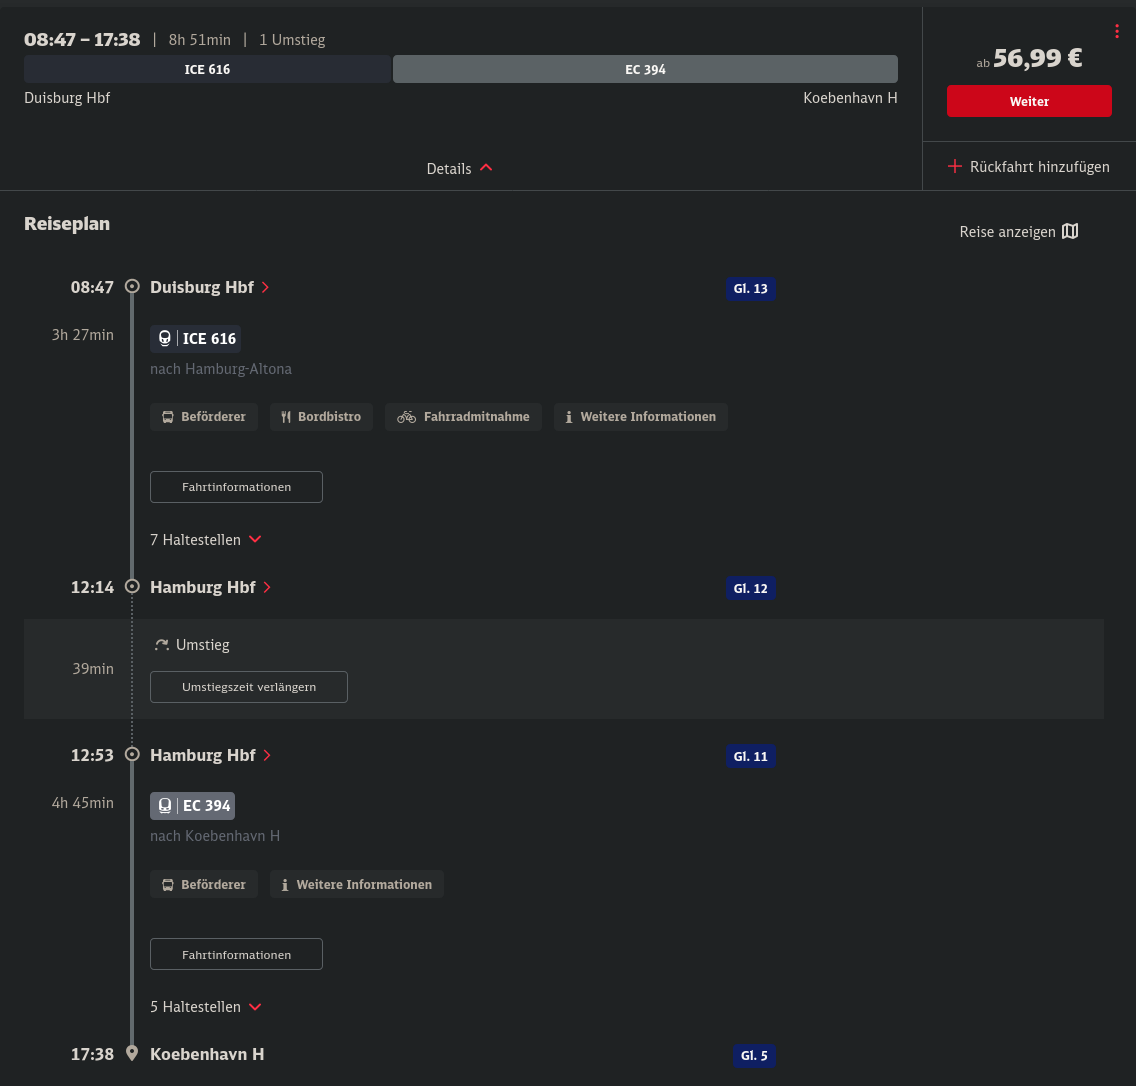 08:47 – 17:38 | 8h 51min | 1 Umstieg
ab 56,99 €
ICE 616 EC 394
Weiter
Duisburg Hbf Koebenhavn H
Details
Rückfahrt hinzufügen
Reiseplan
Reise anzeigen
08:47 Duisburg Hbf Gl. 13
3h 27min ICE 616
nach Hamburg-Altona
Beförderer Bordbistro Fahrradmitnahme Weitere Informationen
Fahrtinformationen
7 Haltestellen
12:14 Hamburg Hbf Gl. 12
Umstieg
39min
Umstiegszeit verlängern
12:53 Hamburg Hbf Gl. 11
4h 45min EC 394
nach Koebenhavn H
Beförderer Weitere Informationen
Fahrtinformationen
5 Haltestellen
17:38 Koebenhavn H Gl. 5